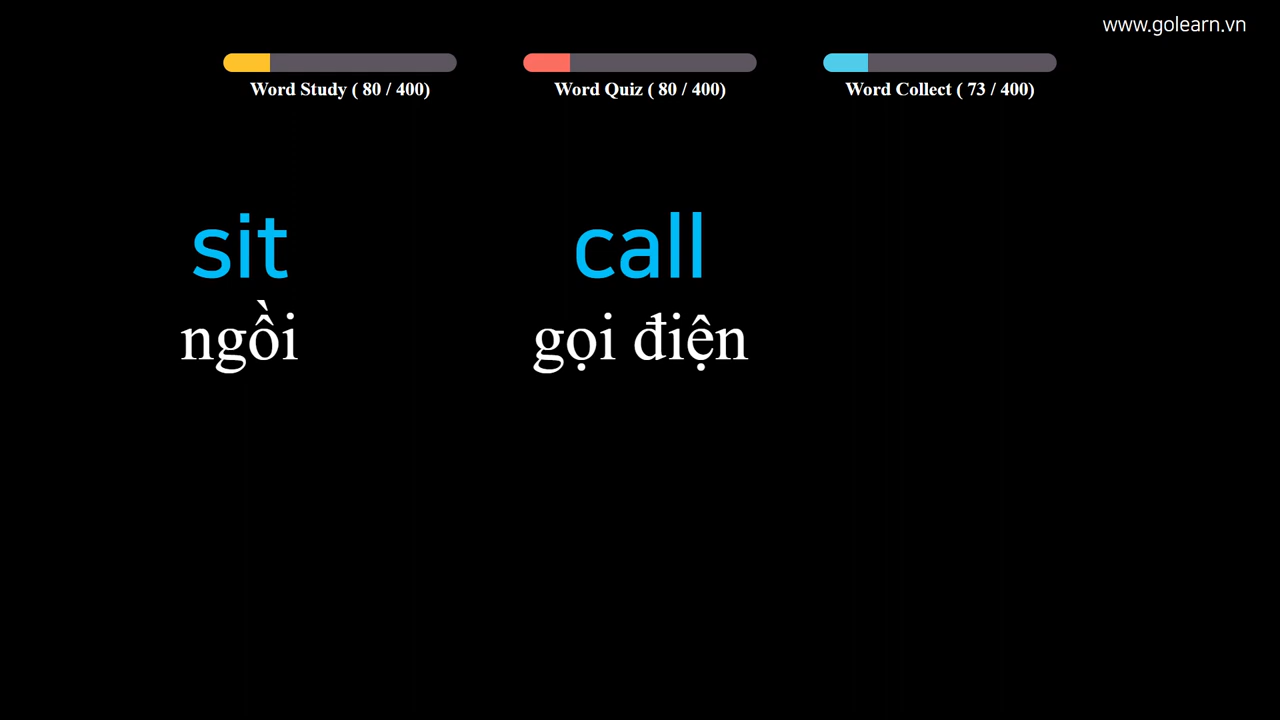 www.golearn.vn
Word Study ( 80 / 400)
Word Quiz ( 80 / 400)
Word Collect ( 73 / 400)
sit
ngồi
call
gọi điện